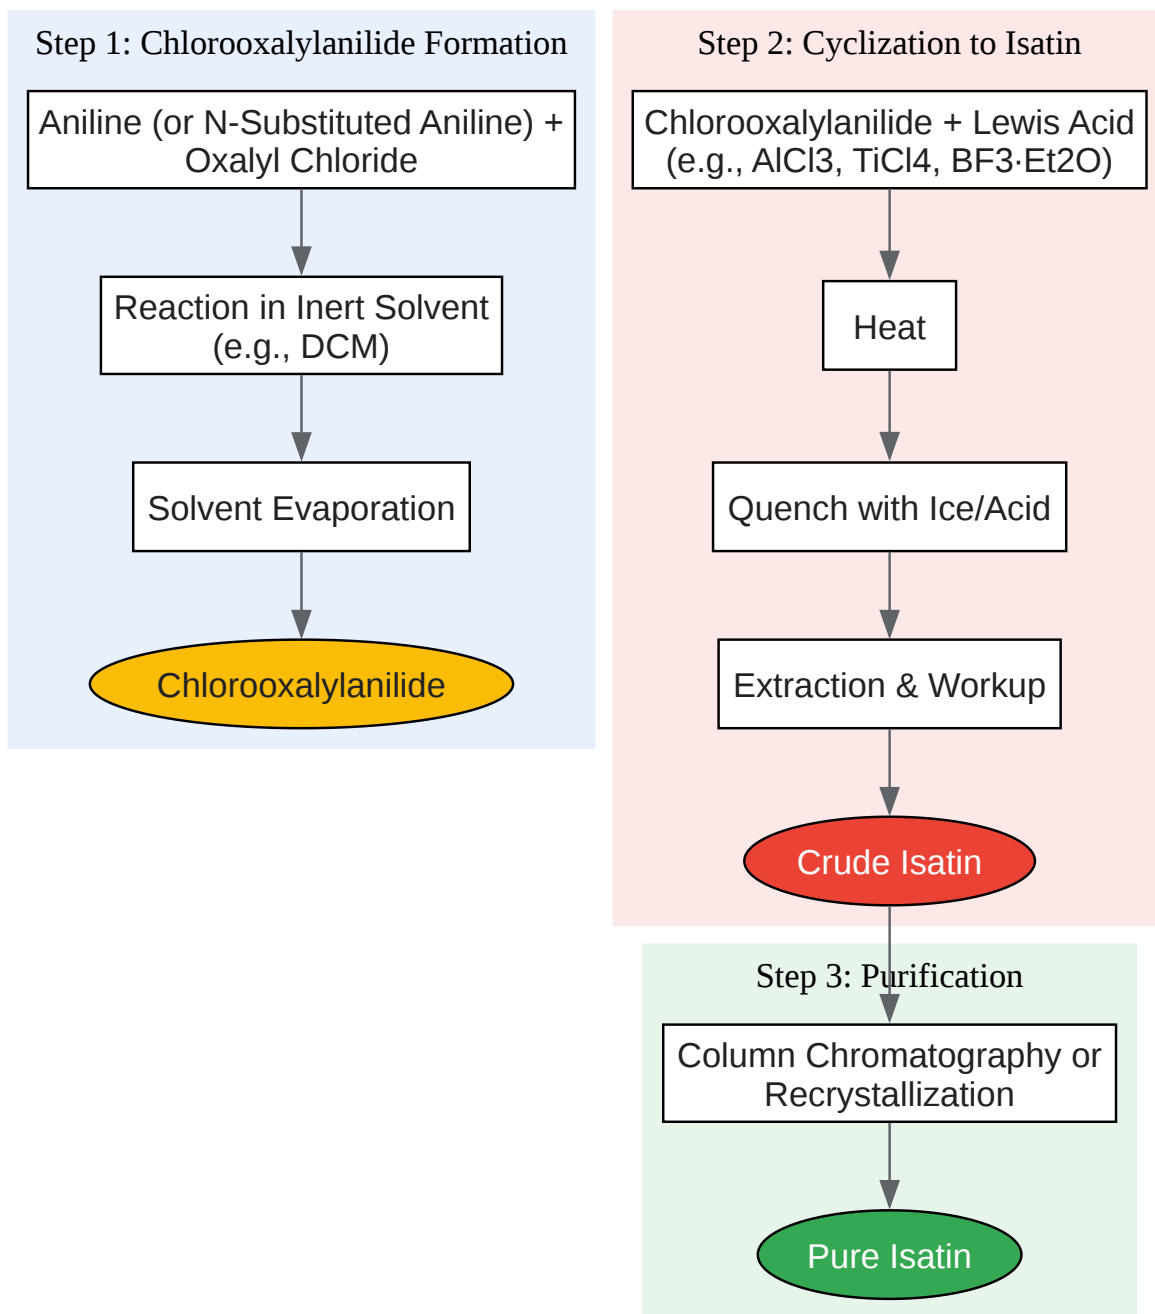 Step 1: Chlorooxalylanilide Formation
Aniline (or N-Substituted Aniline) +
Oxalyl Chloride
Reaction in Inert Solvent
(e.g., DCM)
Solvent Evaporation
Chlorooxalylanilide
Step 2: Cyclization to Isatin
Chlorooxalylanilide + Lewis Acid
(e.g., AlCl3, TiCl4, BF3·Et2O)
Heat
Quench with Ice/Acid
Extraction & Workup
Crude Isatin
Step 3: Purification
Column Chromatography or
Recrystallization
Pure Isatin